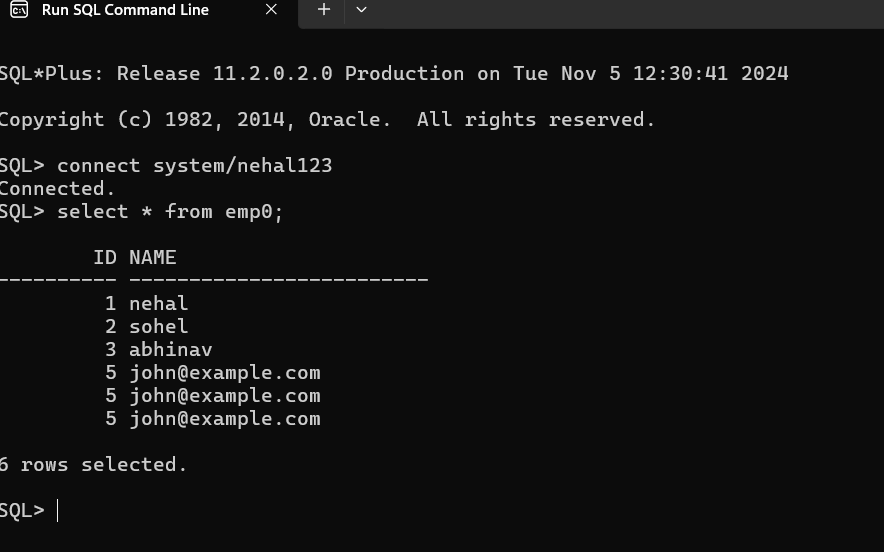 Run SQL Command Line
SQL*Plus: Release 11.2.0.2.0 Production on Tue Nov 5 12:30:41 2024
Copyright (c) 1982, 2014, Oracle.  All rights reserved.
SQL> connect system/nehal123
Connected.
SQL> select * from emp0;
        ID NAME
---------- -------------------------
         1 nehal
         2 sohel
         3 abhinav
         5 john@example.com
         5 john@example.com
         5 john@example.com
6 rows selected.
SQL>